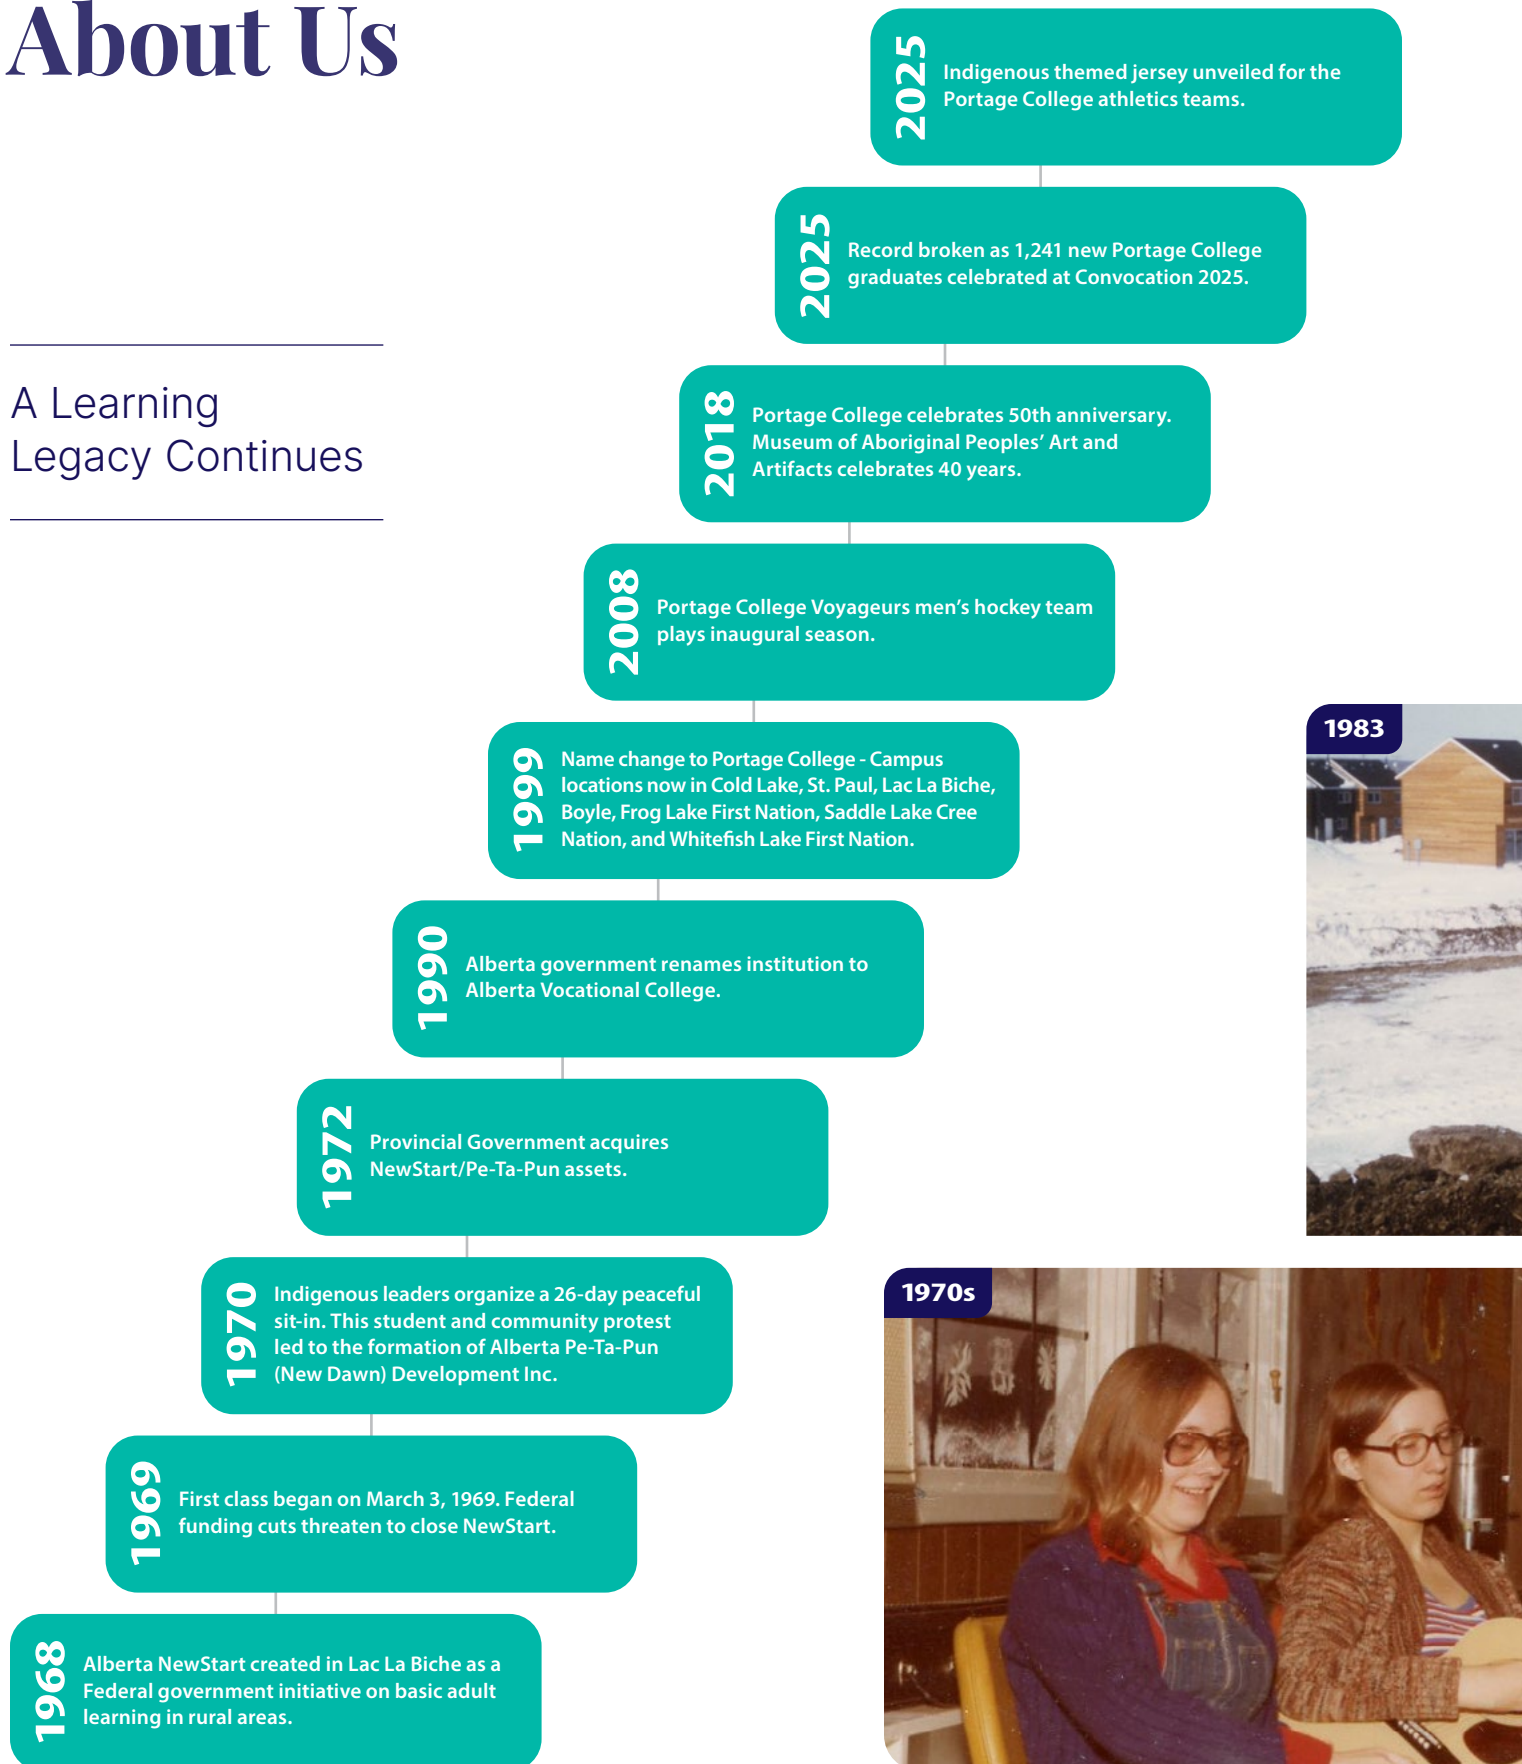 About Us
A Learning
Legacy Continues
2025
Indigenous themed jersey unveiled for the
Portage College athletics teams.
2025
Record broken as 1,241 new Portage College
graduates celebrated at Convocation 2025.
2018
Portage College celebrates 50th anniversary.
Museum of Aboriginal Peoples’ Art and
Artifacts celebrates 40 years.
2008
Portage College Voyageurs men’s hockey team
plays inaugural season.
1999
Name change to Portage College - Campus
locations now in Cold Lake, St. Paul, Lac La Biche,
Boyle, Frog Lake First Nation, Saddle Lake Cree
Nation, and Whitefish Lake First Nation.
1990
Alberta government renames institution to
Alberta Vocational College.
1972
Provincial Government acquires
NewStart/Pe-Ta-Pun assets.
1970
Indigenous leaders organize a 26-day peaceful
sit-in. This student and community protest
led to the formation of Alberta Pe-Ta-Pun
(New Dawn) Development Inc.
1969
First class began on March 3, 1969. Federal
funding cuts threaten to close NewStart.
1968
Alberta NewStart created in Lac La Biche as a
Federal government initiative on basic adult
learning in rural areas.
1983
1970s